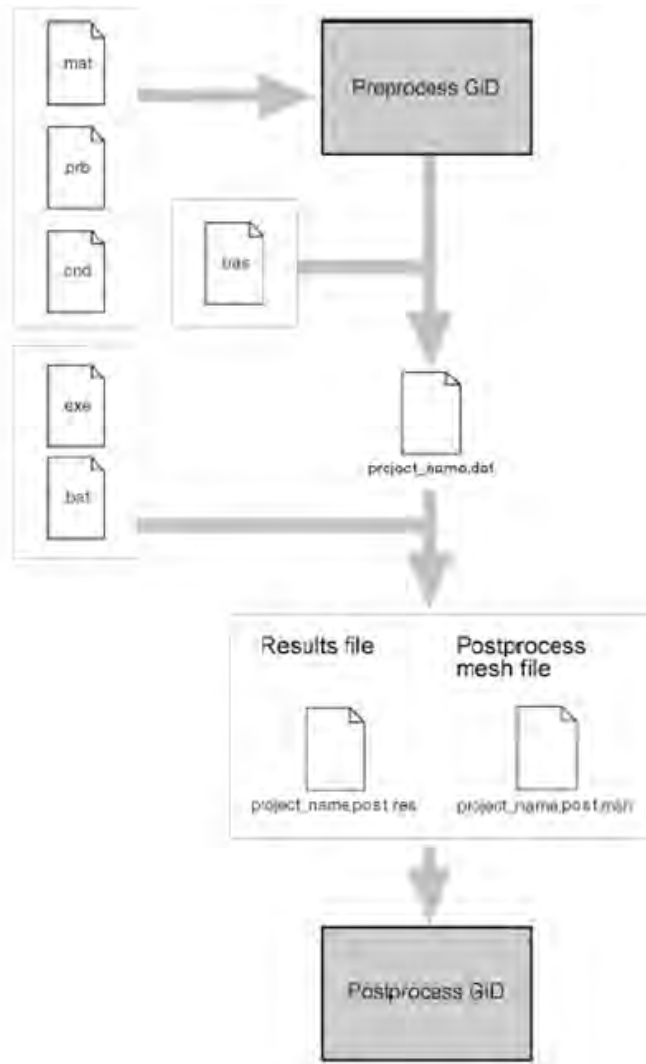 .mat
Preprocess GiD
.prb
.cnd
.bas
.exe
.bat
project_name.dat
Results file
Postprocess
mesh file
project_name.post.res
project_name.post.msh
Postprocess GiD